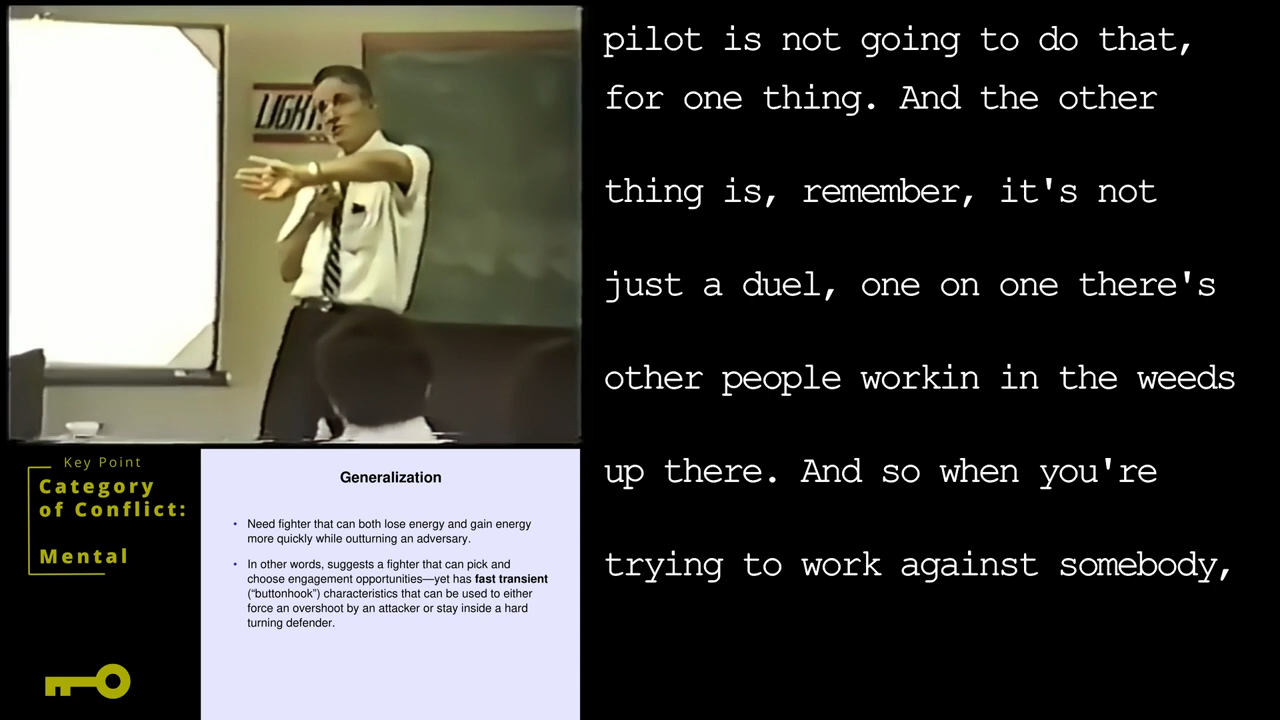 LIGHT
pilot is not going to do that,
for one thing. And the other
thing is, remember, it's not
just a duel, one on one there's
other people workin in the weeds
up there. And so when you're
trying to work against somebody,
Key Point
Category
of Conflict:
Mental
Generalization
• Need fighter that can both lose energy and gain energy
more quickly while outturning an adversary.
• In other words, suggests a fighter that can pick and
choose engagement opportunities—yet has fast transient
(“buttonhook”) characteristics that can be used to either
force an overshoot by an attacker or stay inside a hard
turning defender.